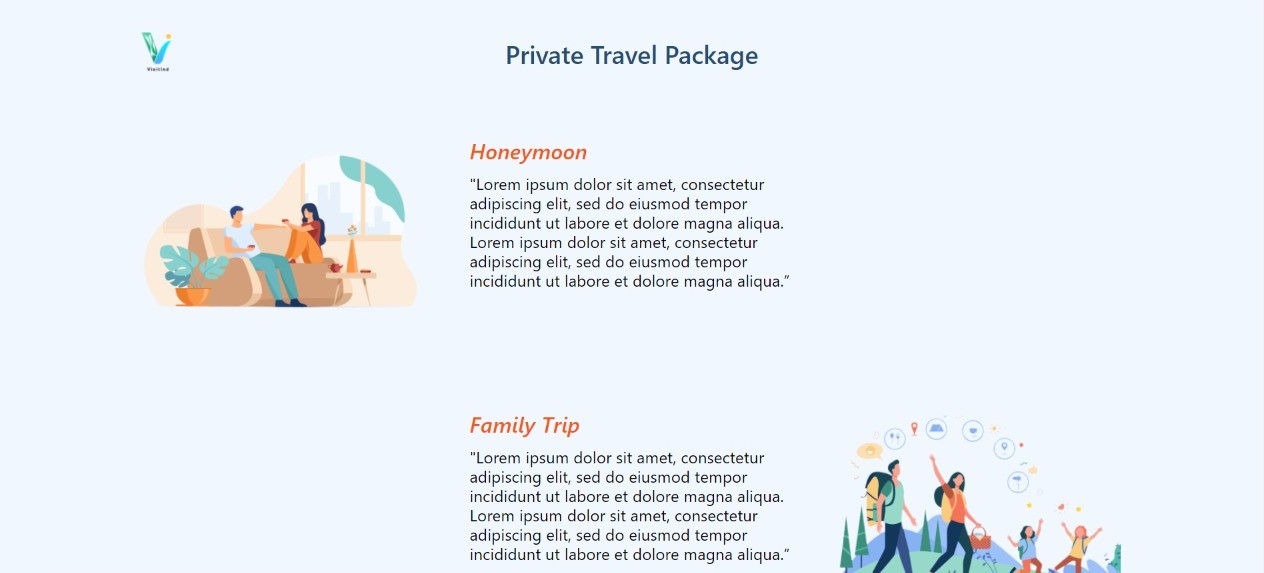 Visitind
Private Travel Package
Honeymoon
"Lorem ipsum dolor sit amet, consectetur
adipiscing elit, sed do eiusmod tempor
incididunt ut labore et dolore magna aliqua.
Lorem ipsum dolor sit amet, consectetur
adipiscing elit, sed do eiusmod tempor
incididunt ut labore et dolore magna aliqua.”
Family Trip
"Lorem ipsum dolor sit amet, consectetur
adipiscing elit, sed do eiusmod tempor
incididunt ut labore et dolore magna aliqua.
Lorem ipsum dolor sit amet, consectetur
adipiscing elit, sed do eiusmod tempor
incididunt ut labore et dolore magna aliqua.”